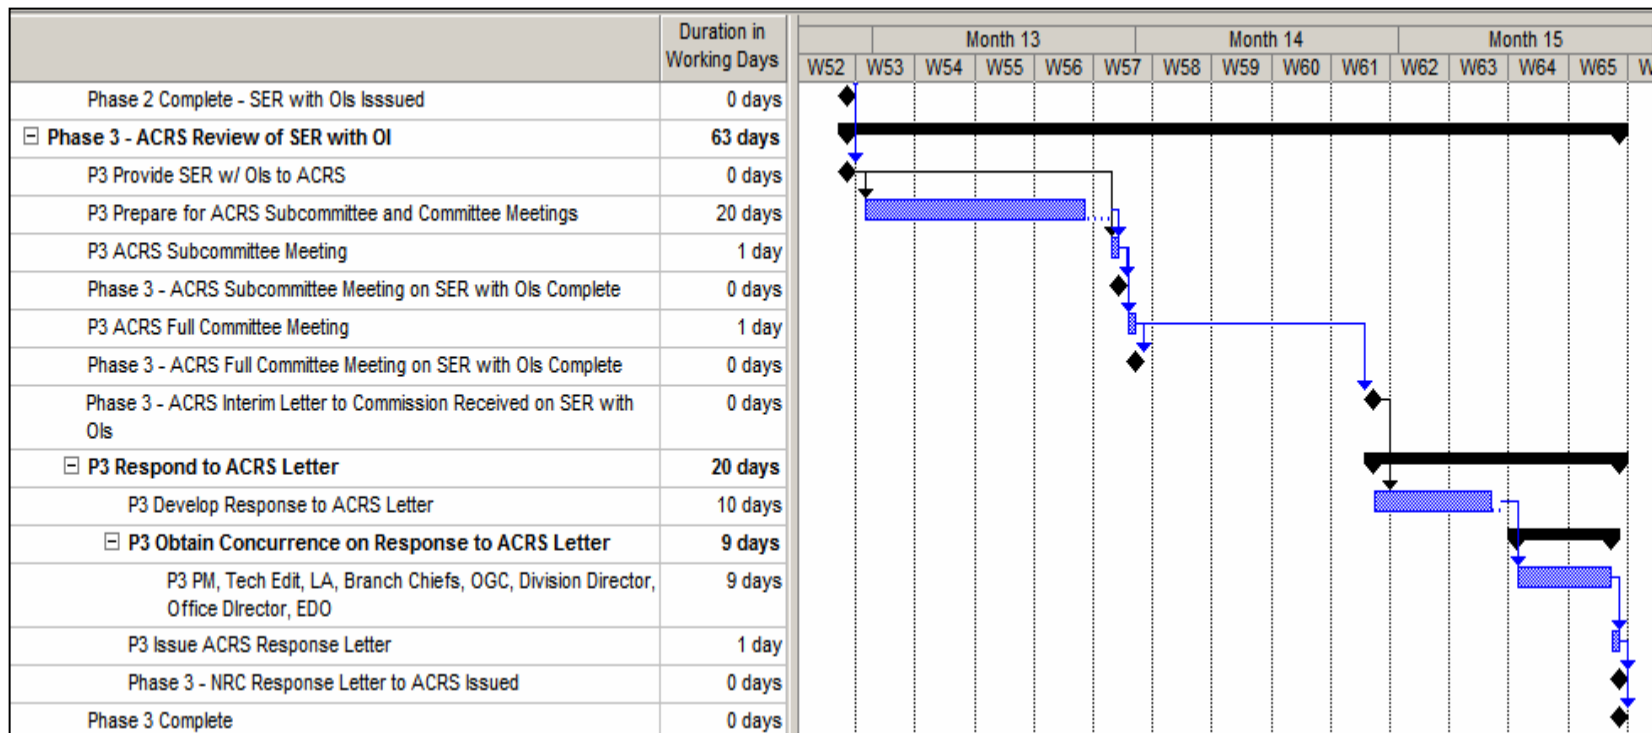 Duration in
Working Days
Month 13 Month 14 Month 15
W52 W53 W54 W55 W56 W57 W58 W59 W60 W61 W62 W63 W64 W65 W
Phase 2 Complete - SER with OIs Isssued 0 days
Phase 3 - ACRS Review of SER with OI 63 days
P3 Provide SER w/ OIs to ACRS 0 days
P3 Prepare for ACRS Subcommittee and Committee Meetings 20 days
P3 ACRS Subcommittee Meeting 1 day
Phase 3 - ACRS Subcommittee Meeting on SER with OIs Complete 0 days
P3 ACRS Full Committee Meeting 1 day
Phase 3 - ACRS Full Committee Meeting on SER with OIs Complete 0 days
Phase 3 - ACRS Interim Letter to Commission Received on SER with 0 days
OIs
P3 Respond to ACRS Letter 20 days
P3 Develop Response to ACRS Letter 10 days
P3 Obtain Concurrence on Response to ACRS Letter 9 days
P3 PM, Tech Edit, LA, Branch Chiefs, OGC, Division Director, 9 days
Office DIrector, EDO
P3 Issue ACRS Response Letter 1 day
Phase 3 - NRC Response Letter to ACRS Issued 0 days
Phase 3 Complete 0 days